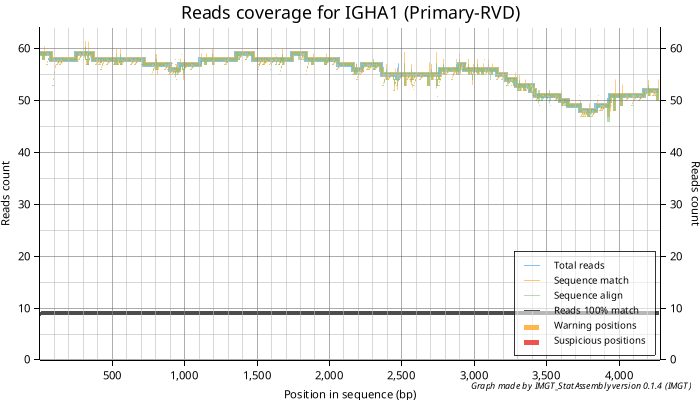 Reads coverage for IGHA1 (Primary-RVD)
60
50
40
30
20
10
0
60
50
40
30
20
10
0
Reads count
Reads count
Total reads
Sequence match
Sequence align
Reads 100% match
Warning positions
Suspicious positions
500
1,000
1,500
2,000
2,500
3,000
3,500
4,000
Position in sequence (bp)
Graph made by IMGT_StatAssembly version 0.1.4 (IMGT)